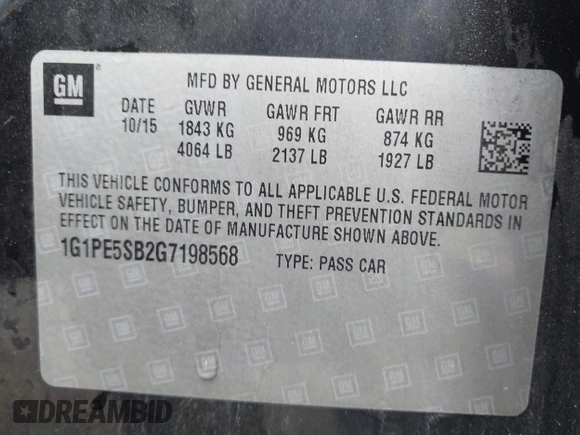 GM
MFD BY GENERAL MOTORS LLC
DATE GVWR GAWR FRT GAWR RR
10/15 1843 KG 969 KG 874 KG
4064 LB 2137 LB 1927 LB
THIS VEHICLE CONFORMS TO ALL APPLICABLE U.S. FEDERAL MOTOR
VEHICLE SAFETY, BUMPER, AND THEFT PREVENTION STANDARDS IN
EFFECT ON THE DATE OF MANUFACTURE SHOWN ABOVE.
1G1PE5SB2G7198568 TYPE: PASS CAR
DREAMBID